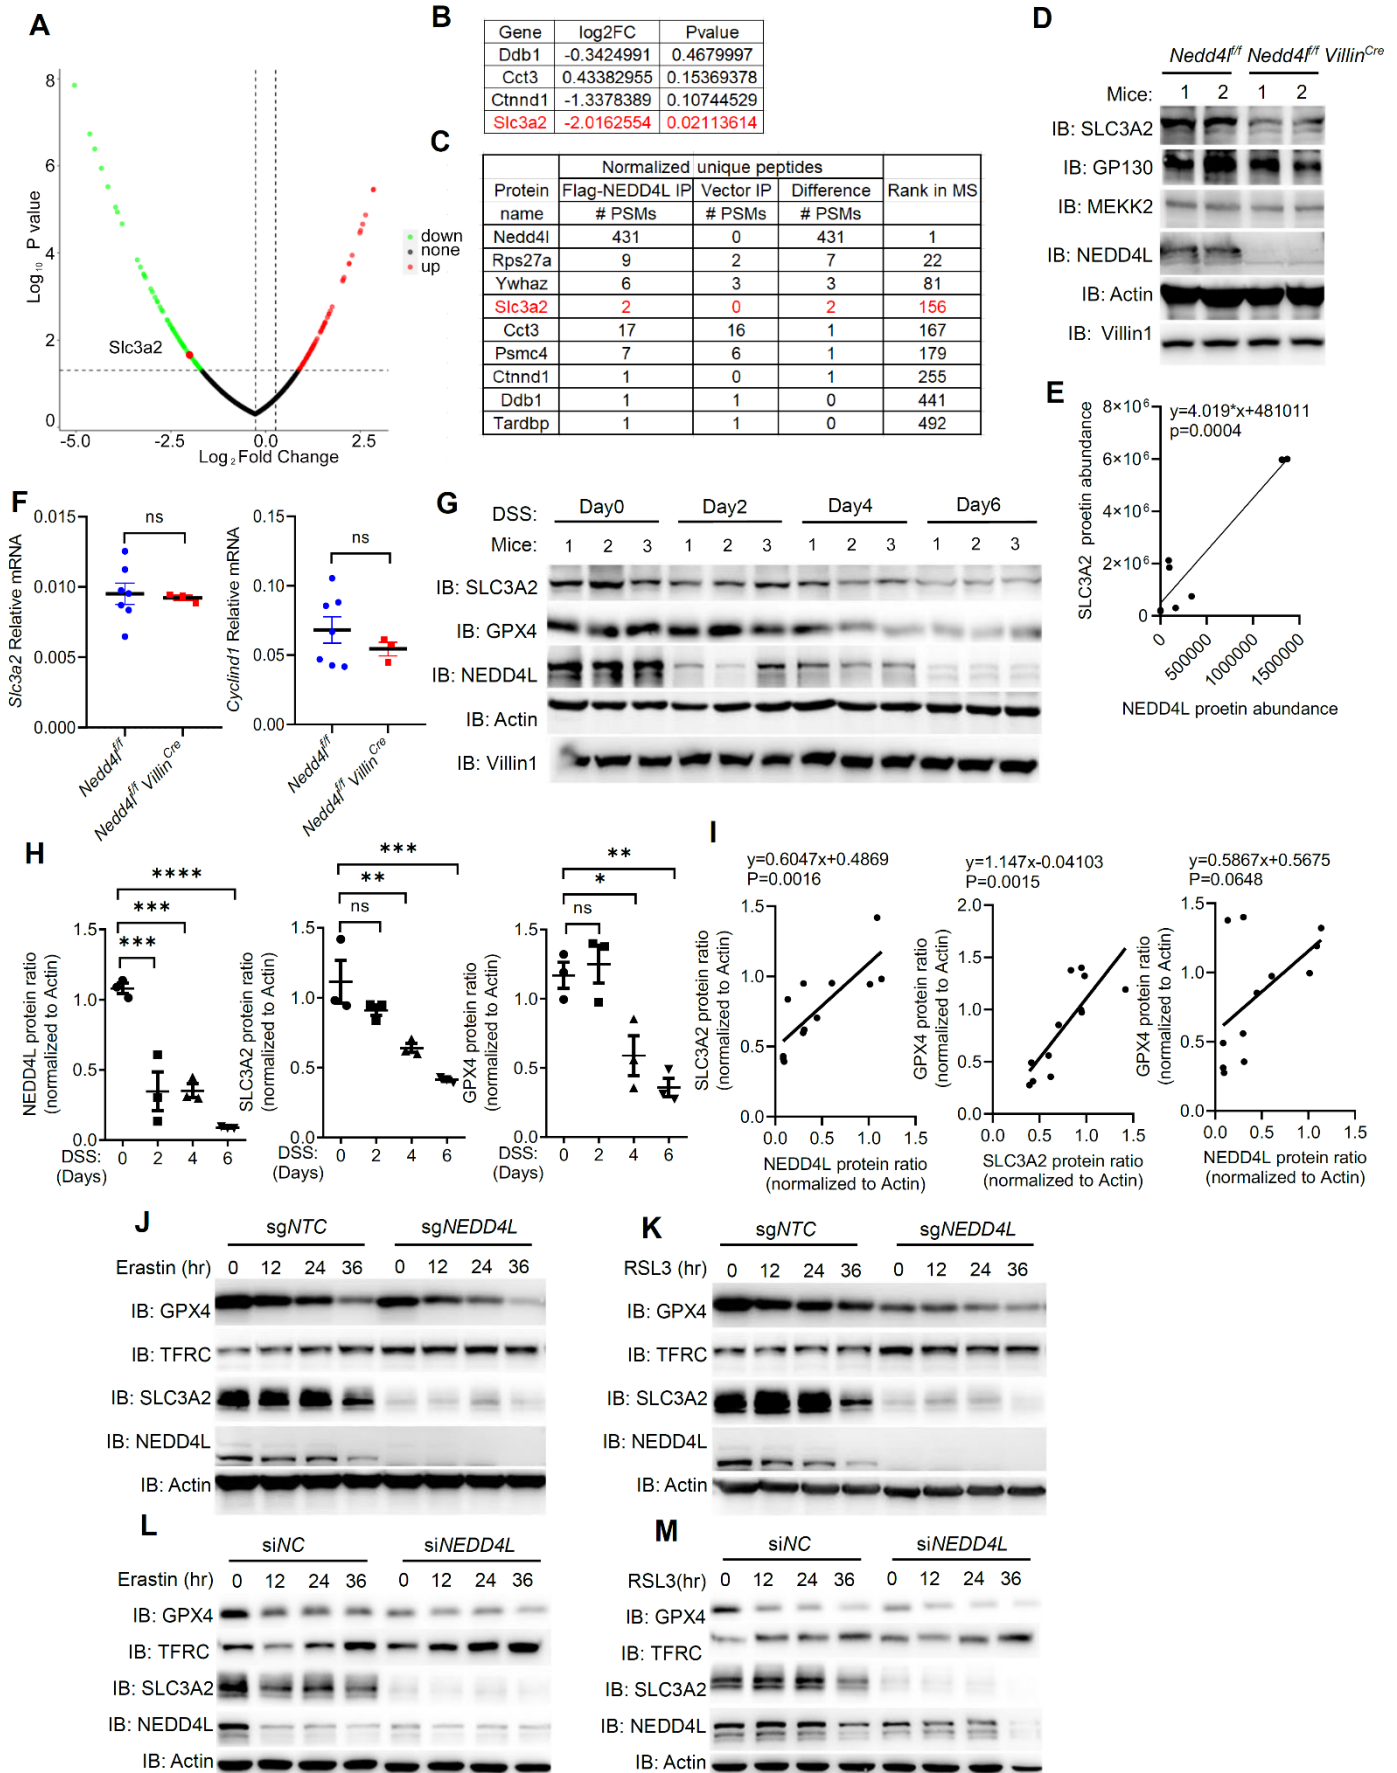 A
8
6
4
2
0
Log10 P value
-5.0
-2.5
0.0
2.5
Log2 Fold Change
Slc3a2
down
none
up
B
Gene log2FC Pvalue
Ddb1 -0.3424991 0.4679997
Cct3 0.43382955 0.15369378
Ctnnd1 -1.3378389 0.10744529
Slc3a2 -2.0162554 0.02113614
C
Normalized unique peptides
Protein Flag-NEDD4L IP Vector IP Difference Rank in MS
name # PSMs # PSMs # PSMs
Nedd4l 431 0 431 1
Rps27a 9 2 7 22
Ywhaz 6 3 3 81
Slc3a2 2 0 2 156
Cct3 17 16 1 167
Psmc4 7 6 1 179
Ctnnd1 1 0 1 255
Ddb1 1 1 0 441
Tardbp 1 1 0 492
D
Nedd4l f/f Nedd4l f/f Villin Cre
Mice: 1 2 1 2
IB: SLC3A2
IB: GP130
IB: MEKK2
IB: NEDD4L
IB: Actin
IB: Villin1
E
y=4.019*x+481011
p=0.0004
8×10⁶
6×10⁶
4×10⁶
2×10⁶
0
SLC3A2 proetin abundance
0 500000 1000000 1500000
NEDD4L proetin abundance
F
Slc3a2 Relative mRNA
0.015
0.010
0.005
0.000
ns
Nedd4l f/f
Nedd4l f/f Villin Cre
Cyclind1 Relative mRNA
0.15
0.10
0.05
0.00
ns
Nedd4l f/f
Nedd4l f/f Villin Cre
G
DSS: Day0 Day2 Day4 Day6
Mice: 1 2 3 1 2 3 1 2 3 1 2 3
IB: SLC3A2
IB: GPX4
IB: NEDD4L
IB: Actin
IB: Villin1
H
NEDD4L protein ratio
(normalized to Actin)
1.5
1.0
0.5
0.0
****
***
***
DSS: 0 2 4 6
(Days)
SLC3A2 protein ratio
(normalized to Actin)
1.5
1.0
0.5
0.0
***
**
ns
DSS: 0 2 4 6
(Days)
GPX4 protein ratio
(normalized to Actin)
1.5
1.0
0.5
0.0
**
*
ns
0 2 4 6
I
y=0.6047x+0.4869
P=0.0016
SLC3A2 protein ratio
(normalized to Actin)
1.5
1.0
0.5
0.0
0.0 0.5 1.0 1.5
NEDD4L protein ratio
(normalized to Actin)
y=1.147x-0.04103
P=0.0015
GPX4 protein ratio
(normalized to Actin)
2.0
1.5
1.0
0.5
0.0
0.0 0.5 1.0 1.5
SLC3A2 protein ratio
(normalized to Actin)
y=0.5867x+0.5675
P=0.0648
GPX4 protein ratio
(normalized to Actin)
1.5
1.0
0.5
0.0
0.0 0.5 1.0 1.5
NEDD4L protein ratio
(normalized to Actin)
J
sgNTC sgNEDD4L
Erastin (hr) 0 12 24 36 0 12 24 36
IB: GPX4
IB: TFRC
IB: SLC3A2
IB: NEDD4L
IB: Actin
K
sgNTC sgNEDD4L
RSL3 (hr) 0 12 24 36 0 12 24 36
IB: GPX4
IB: TFRC
IB: SLC3A2
IB: NEDD4L
IB: Actin
L
siNC siNEDD4L
Erastin (hr) 0 12 24 36 0 12 24 36
IB: GPX4
IB: TFRC
IB: SLC3A2
IB: NEDD4L
IB: Actin
M
siNC siNEDD4L
RSL3(hr) 0 12 24 36 0 12 24 36
IB: GPX4
IB: TFRC
IB: SLC3A2
IB: NEDD4L
IB: Actin